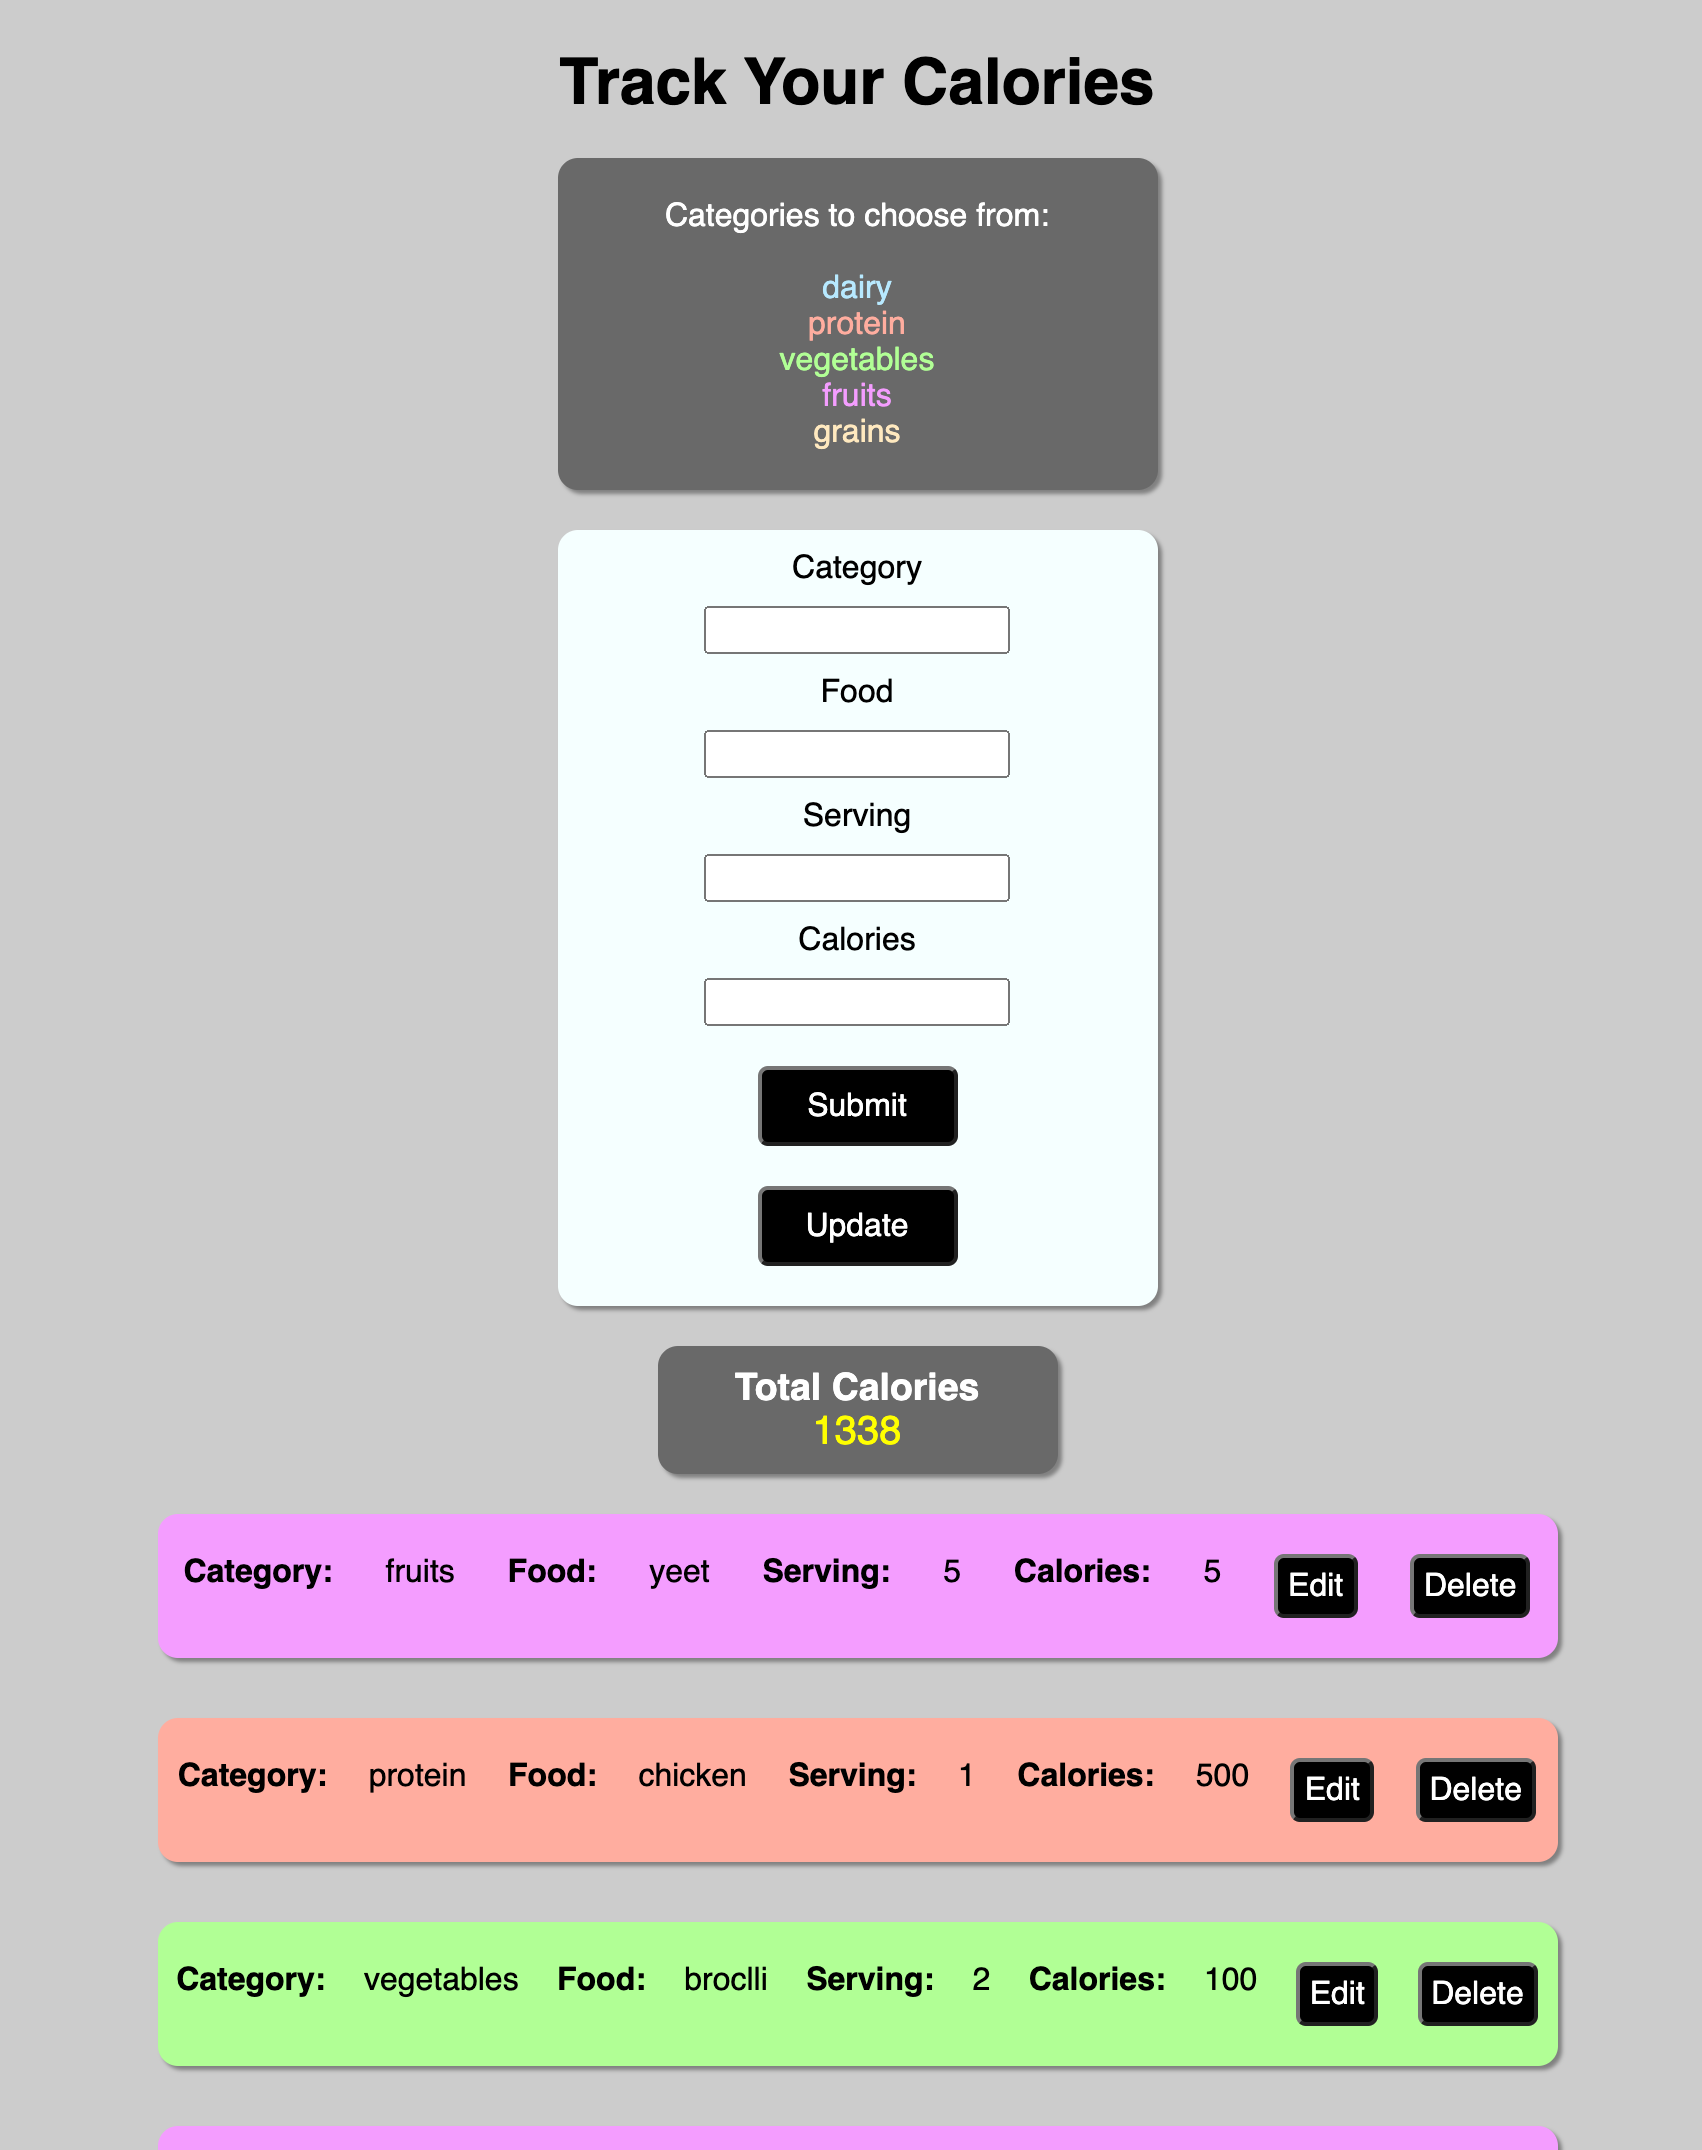 Track Your Calories
Categories to choose from:
dairy
protein
vegetables
fruits
grains
Category
Food
Serving
Calories
Submit
Update
Total Calories
1338
Category: fruits Food: yeet Serving: 5 Calories: 5 Edit Delete
Category: protein Food: chicken Serving: 1 Calories: 500 Edit Delete
Category: vegetables Food: broclli Serving: 2 Calories: 100 Edit Delete